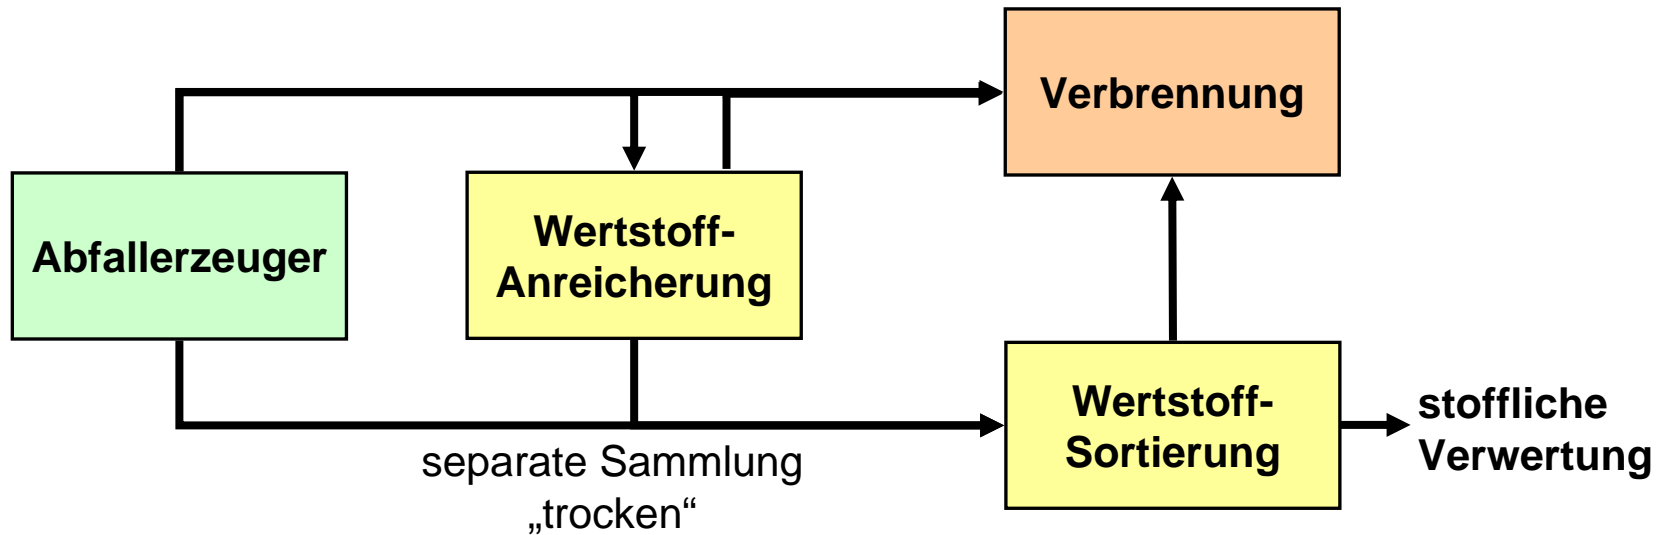 Verbrennung
Abfallerzeuger
Wertstoff-
Anreicherung
Wertstoff-
Sortierung
stoffliche
Verwertung
separate Sammlung
„trocken“